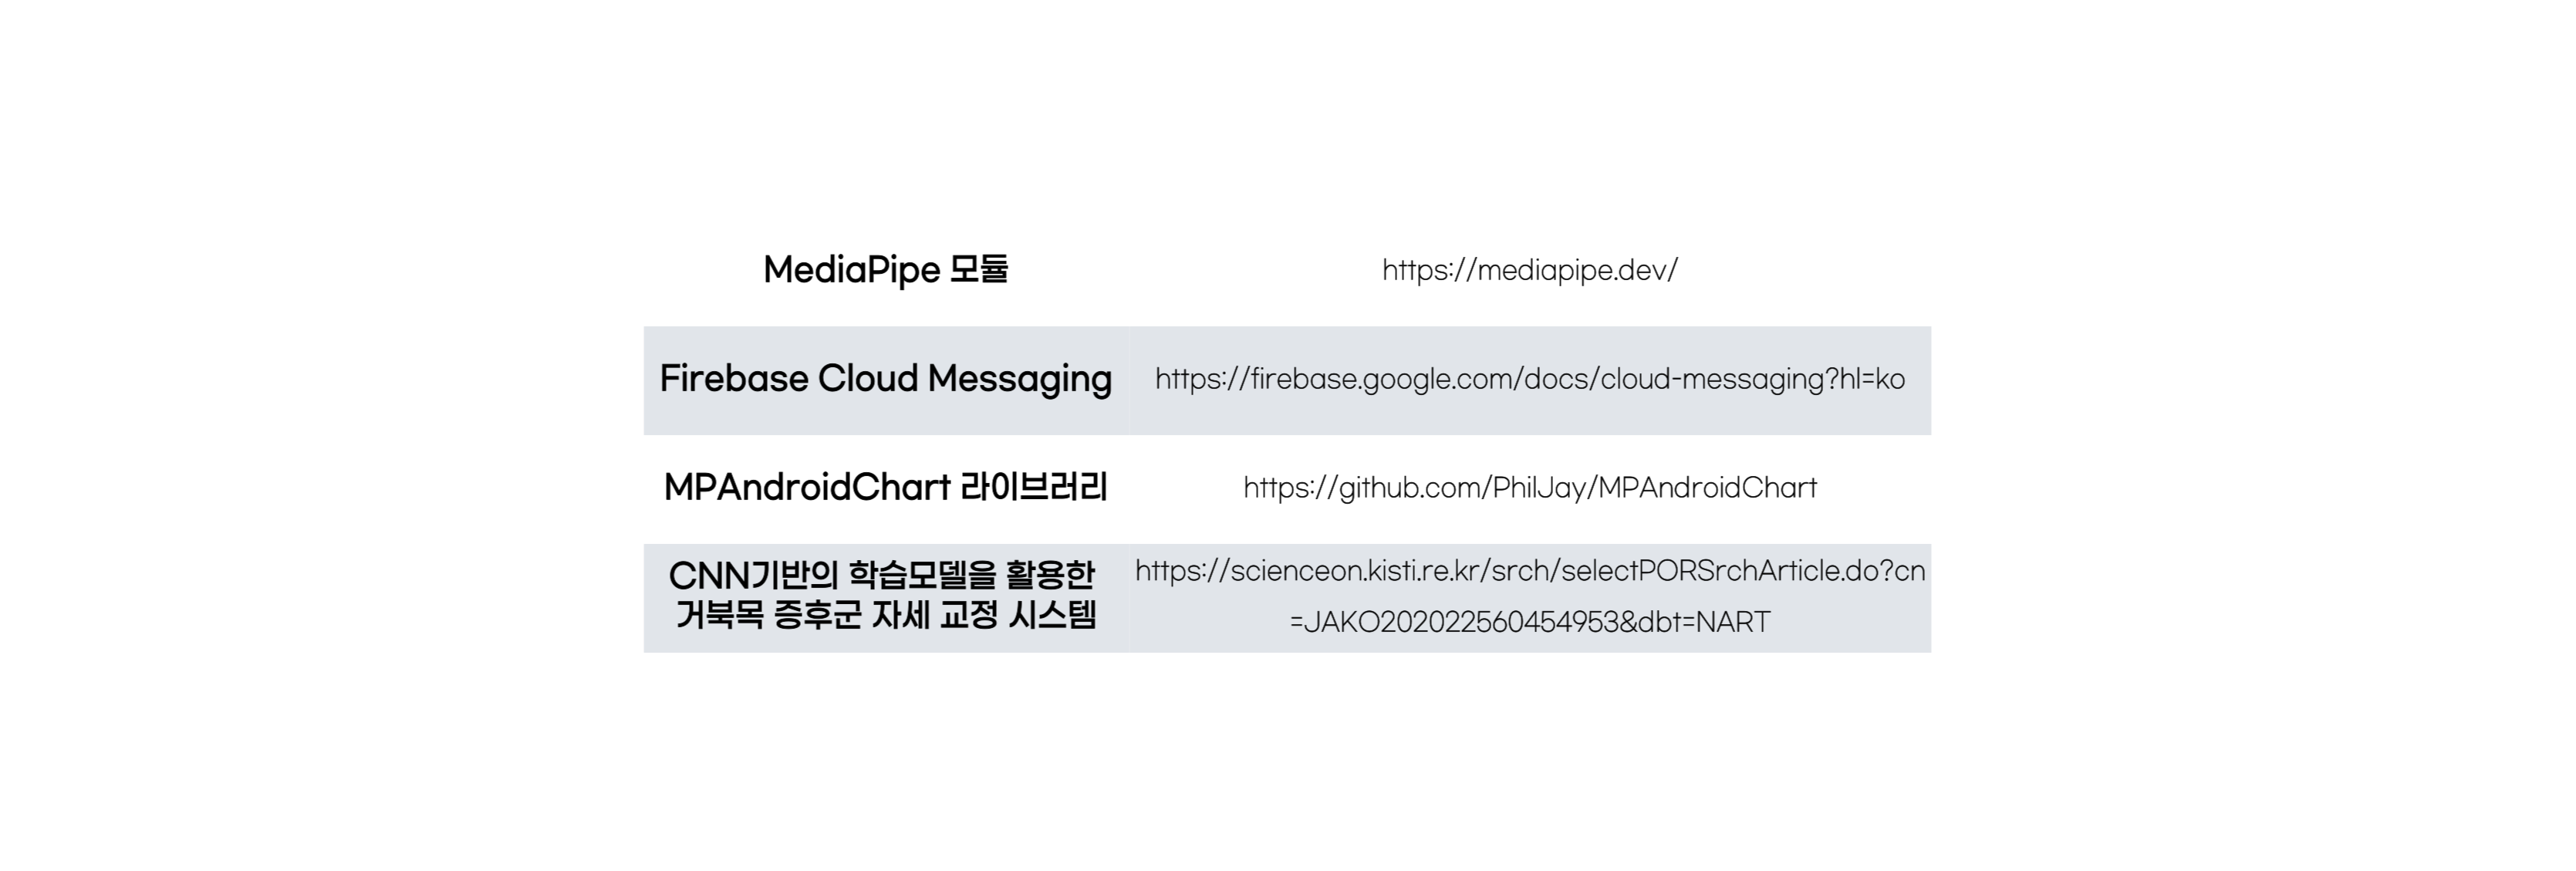 MediaPipe 모듈
https://mediapipe.dev/
Firebase Cloud Messaging
https://firebase.google.com/docs/cloud-messaging?hl=ko
MPAndroidChart 라이브러리
https://github.com/PhilJay/MPAndroidChart
CNN기반의 학습모델을 활용한
거북목 증후군 자세 교정 시스템
https://scienceon.kisti.re.kr/srch/selectPORSrchArticle.do?cn
=JAKO202022560454953&dbt=NART